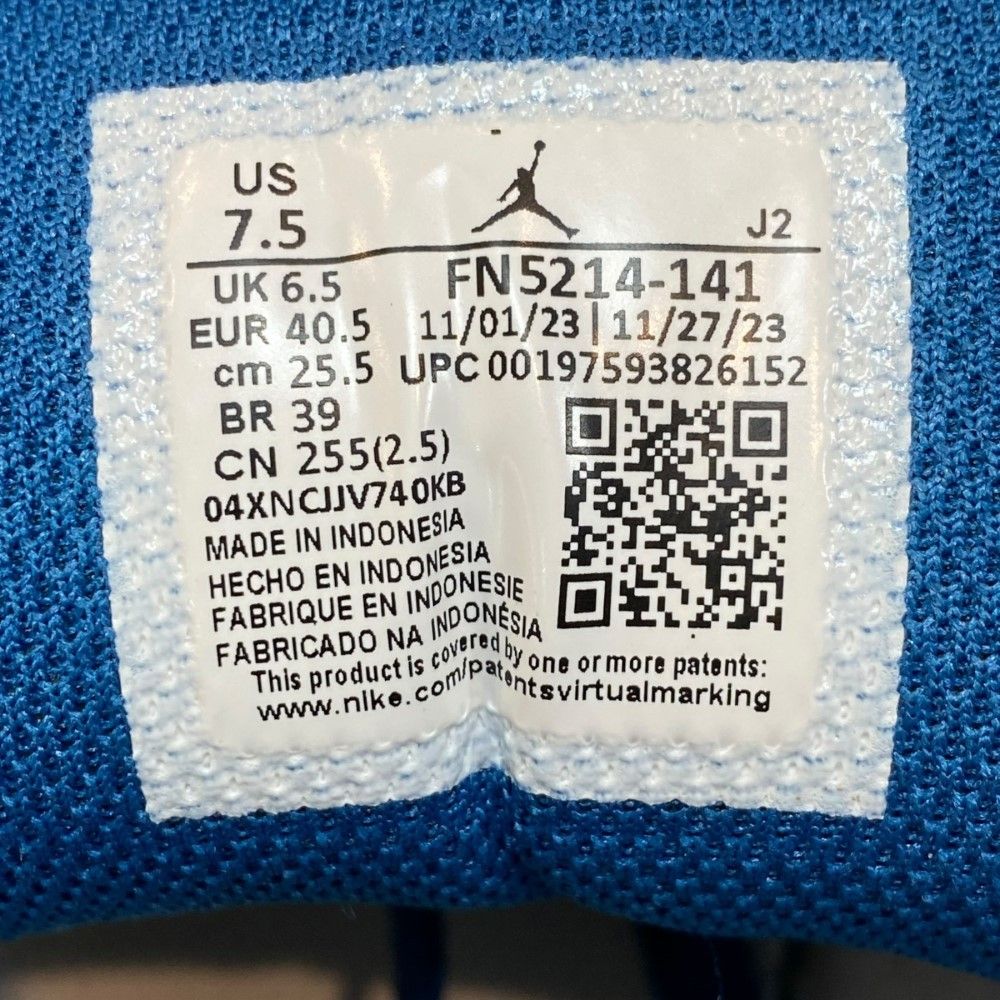 US
7.5
J2
UK 6.5
FN5214-141
EUR 40.5
11/01/23 | 11/27/23
cm 25.5
UPC 00197593826152
BR 39
CN 255(2.5)
04XNCJJV740KB
MADE IN INDONESIA
HECHO EN INDONESIA
FABRIQUE EN INDONESIE
FABRICADO NA INDONÉSIA
This product is covered by one or more patents:
www.nike.com/patentsvirtualmarking